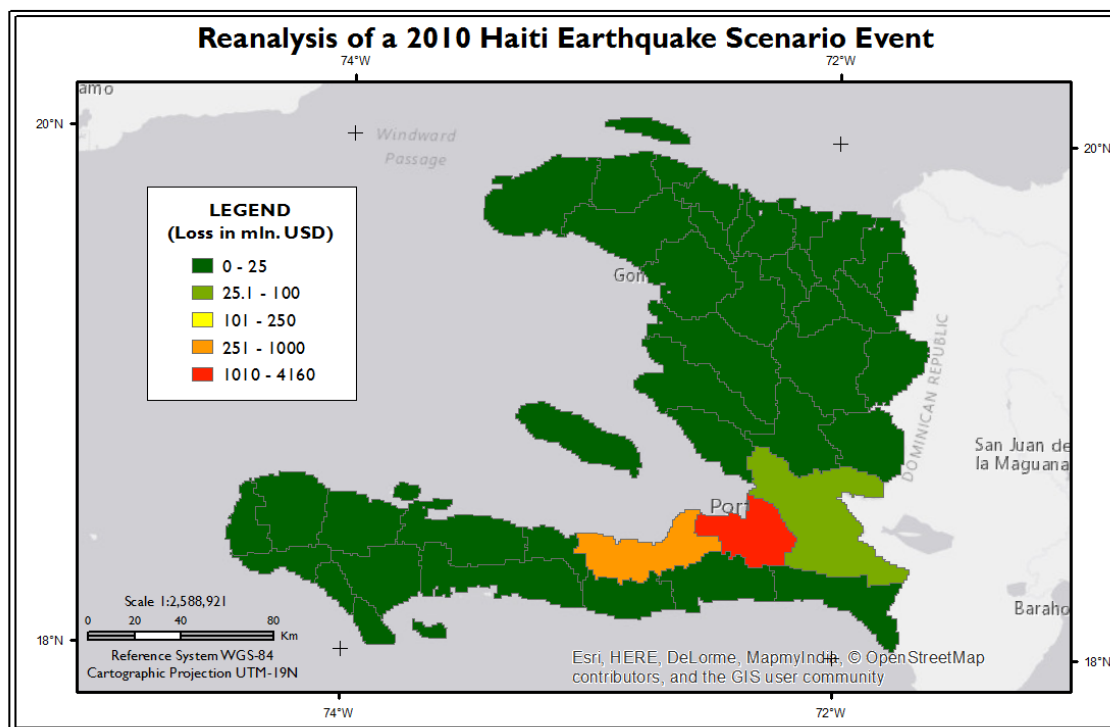 Reanalysis of a 2010 Haiti Earthquake Scenario Event
74°W
72°W
amo
20°N
20°N
Windward
Passage
LEGEND
(Loss in mln. USD)
0 - 25
25.1 - 100
101 - 250
251 - 1000
1010 - 4160
Gon
DOMINICAN REPUBLIC
San Juan de
la Maguana
Port
Scale 1:2,588,921
0 20 40 80
Km
Baraho
18°N
Reference System WGS-84
Cartographic Projection UTM-19N
Esri, HERE, DeLorme, MapmyIndia, © OpenStreetMap
contributors, and the GIS user community
18°N
74°W
72°W